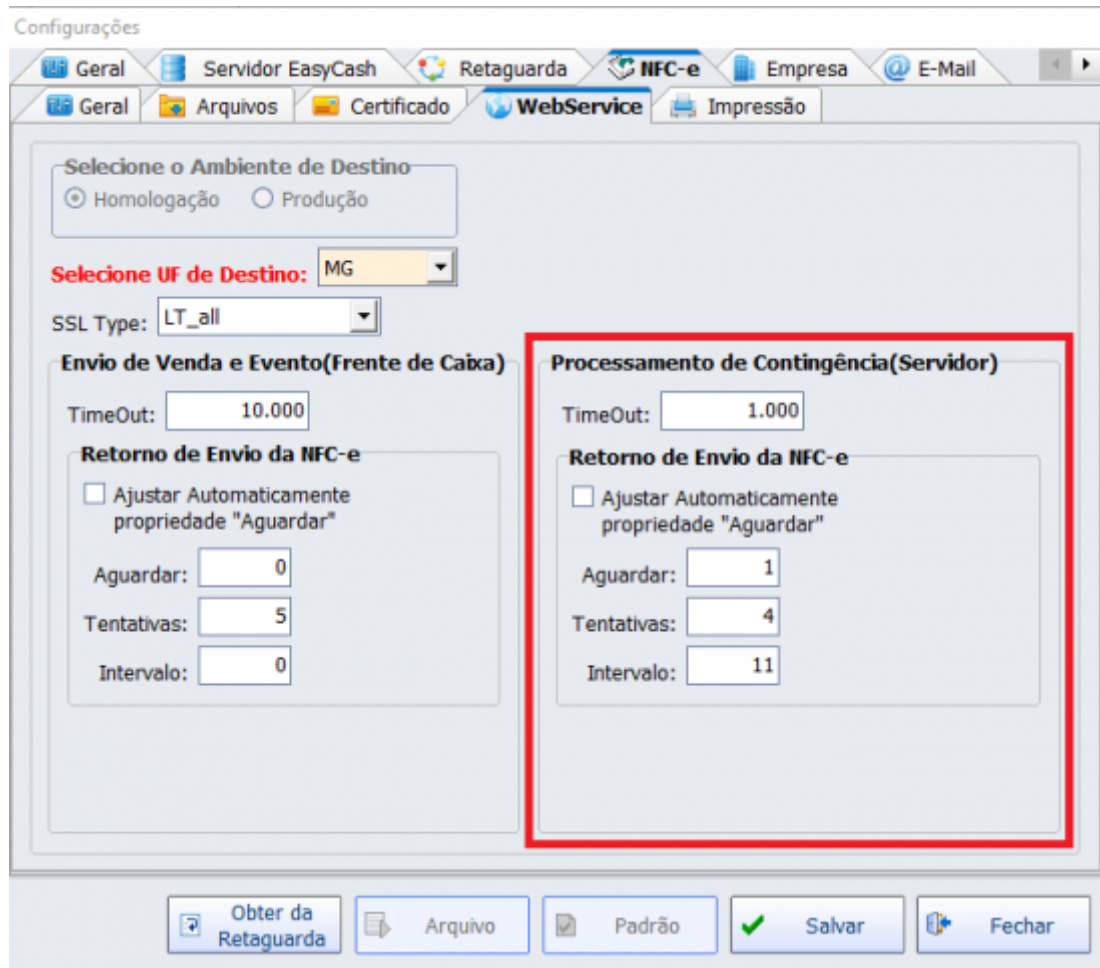 Configurações
Geral Servidor EasyCash Retaguarda NFC-e Empresa E-Mail
Geral Arquivos Certificado WebService Impressão
Selecione o Ambiente de Destino
Homologação Produção
Selecione UF de Destino: MG
SSL Type: LT_all
Envio de Venda e Evento(Frente de Caixa)
TimeOut: 10.000
Retorno de Envio da NFC-e
Ajustar Automaticamente
propriedade "Aguardar"
Aguardar: 0
Tentativas: 5
Intervalo: 0
Processamento de Contingência(Servidor)
TimeOut: 1.000
Retorno de Envio da NFC-e
Ajustar Automaticamente
propriedade "Aguardar"
Aguardar: 1
Tentativas: 4
Intervalo: 11
Obter da
Retaguarda
Arquivo
Padrão
Salvar
Fechar